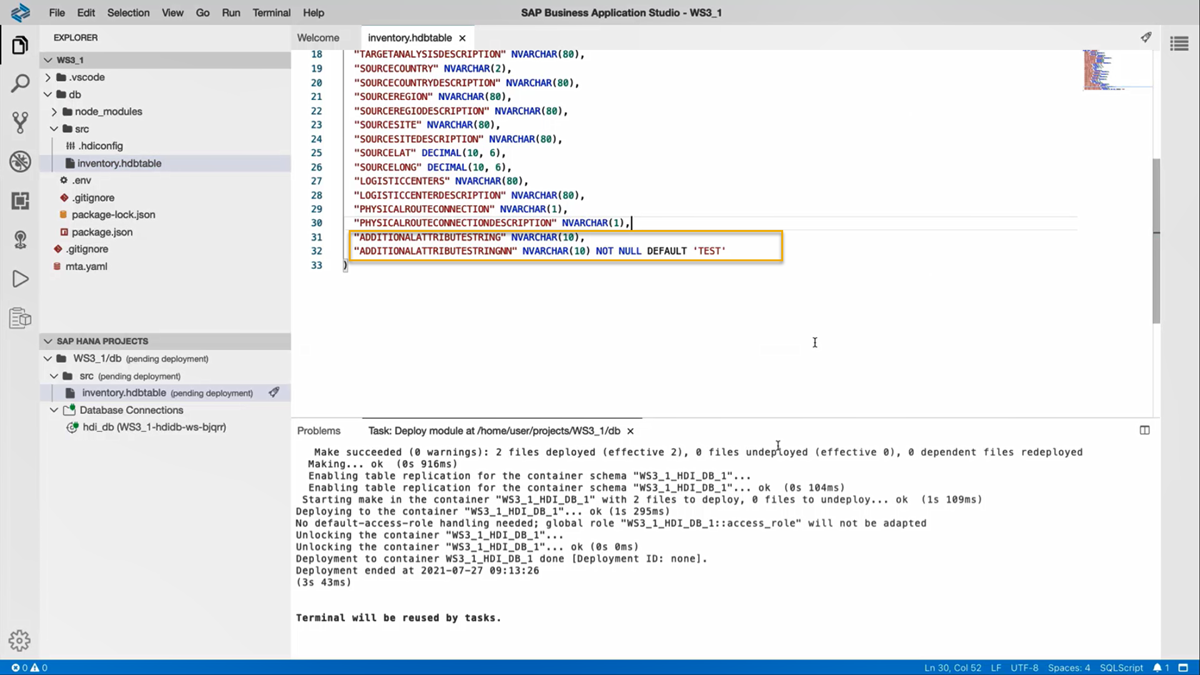 File Edit Selection View Go Run Terminal Help
SAP Business Application Studio - WS3_1
EXPLORER
WS3_1
.vscode
db
node_modules
src
.hdiconfig
inventory.hdbtable
.env
.gitignore
package-lock.json
package.json
.gitignore
mta.yaml
SAP HANA PROJECTS
WS3_1/db (pending deployment)
src (pending deployment)
inventory.hdbtable (pending deployment)
Database Connections
hdi_db (WS3_1-hdidb-ws-bjqrr)
Welcome inventory.hdbtable ×
18 "TARGETANALYSISDESCRIPTION" NVARCHAR(80),
19 "SOURCECOUNTRY" NVARCHAR(2),
20 "SOURCECOUNTRYDESCRIPTION" NVARCHAR(80),
21 "SOURCEREGION" NVARCHAR(80),
22 "SOURCEREGIODESCRIPTION" NVARCHAR(80),
23 "SOURCESITE" NVARCHAR(80),
24 "SOURCESITEDESCRIPTION" NVARCHAR(80),
25 "SOURCELAT" DECIMAL(10, 6),
26 "SOURCELONG" DECIMAL(10, 6),
27 "LOGISTICCENTERS" NVARCHAR(80),
28 "LOGISTICCENTERDESCRIPTION" NVARCHAR(80),
29 "PHYSICALROUTECONNECTION" NVARCHAR(1),
30 "PHYSICALROUTECONNECTIONDESCRIPTION" NVARCHAR(1),
31 "ADDITIONALATTRIBUTESTRING" NVARCHAR(10),
32 "ADDITIONALATTRIBUTESTRINGNN" NVARCHAR(10) NOT NULL DEFAULT 'TEST'
33 )
Problems Task: Deploy module at /home/user/projects/WS3_1/db ×
Make succeeded (0 warnings): 2 files deployed (effective 2), 0 files undeployed (effective 0), 0 dependent files redeployed
Making... ok (0s 916ms)
Enabling table replication for the container schema "WS3_1_HDI_DB_1"...
Enabling table replication for the container schema "WS3_1_HDI_DB_1"... ok (0s 104ms)
Starting make in the container "WS3_1_HDI_DB_1" with 2 files to deploy, 0 files to undeploy... ok (1s 109ms)
Deploying to the container "WS3_1_HDI_DB_1"... ok (1s 295ms)
No default-access-role handling needed; global role "WS3_1_HDI_DB_1::access_role" will not be adapted
Unlocking the container "WS3_1_HDI_DB_1"...
Unlocking the container "WS3_1_HDI_DB_1"... ok (0s 0ms)
Deployment to container WS3_1_HDI_DB_1 done [Deployment ID: none].
Deployment ended at 2021-07-27 09:13:26
(3s 43ms)
Terminal will be reused by tasks.
0 0 Ln 30, Col 52 LF UTF-8 Spaces: 4 SQLScript 1